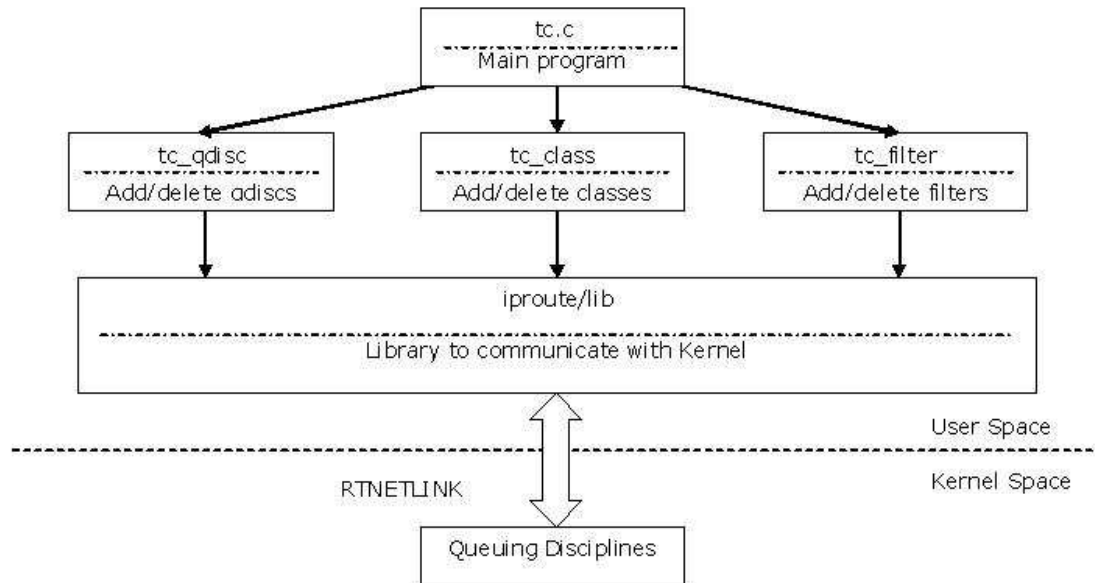 tc.c
Main program
tc_qdisc
Add/delete qdiscs
tc_class
Add/delete classes
tc_filter
Add/delete filters
iproute/lib
Library to communicate with Kernel
User Space
RTNETLINK
Kernel Space
Queuing Disciplines